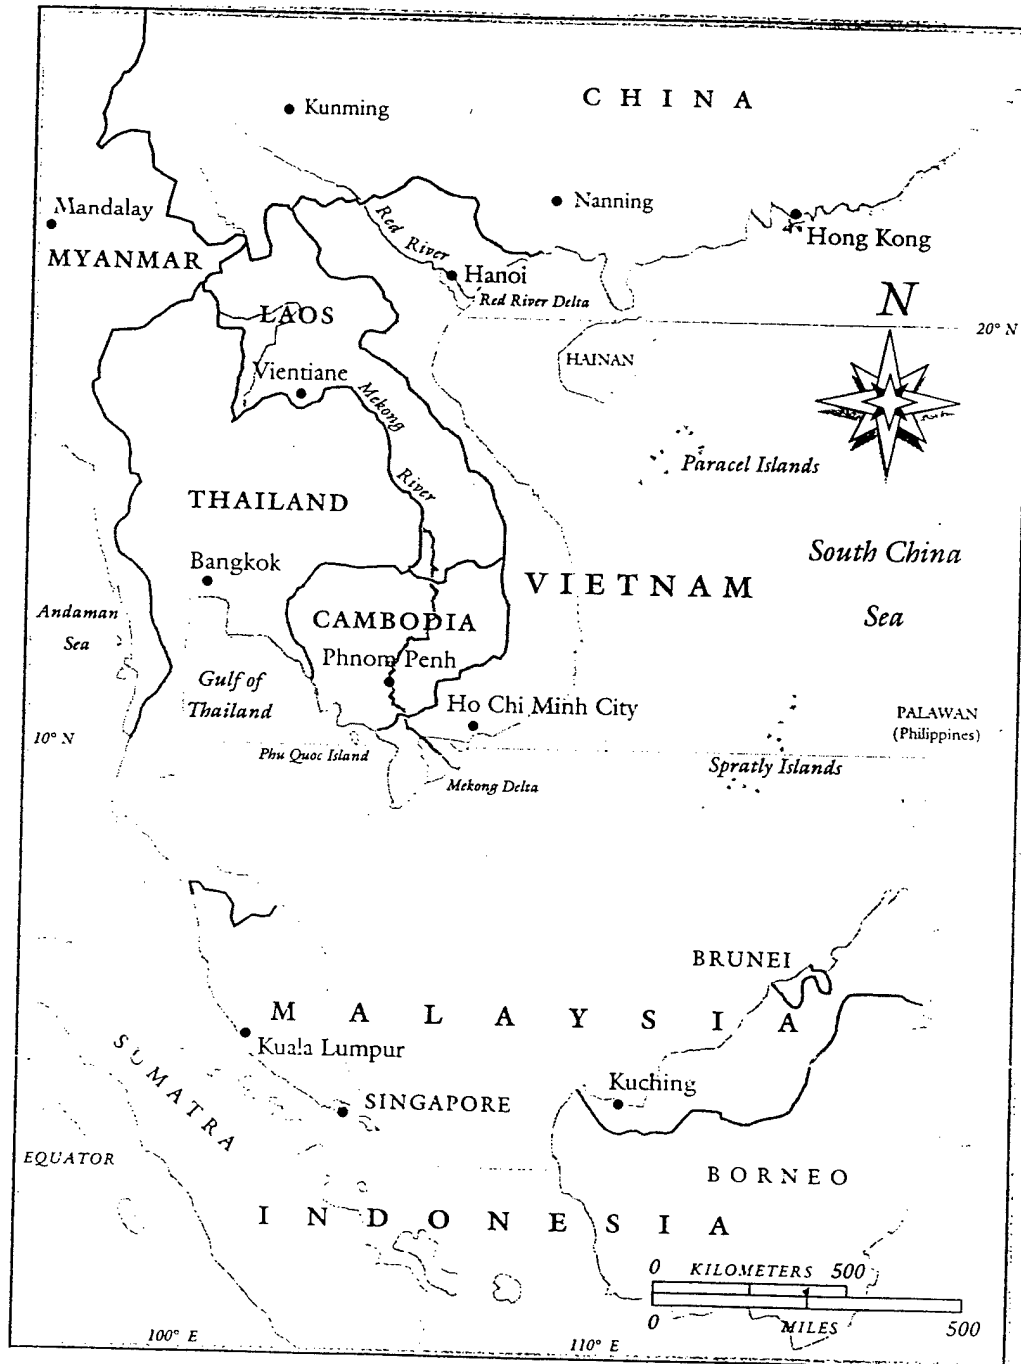 CHINA
Kunming
Nanning
Mandalay
Red River
Hong Kong
MYANMAR
Hanoi
Red River Delta
N
LAOS
20° N
HAINAN
Vientiane
Mekong River
Paracel Islands
THAILAND
South China
Sea
Bangkok
VIETNAM
Andaman
Sea
CAMBODIA
Phnom Penh
Gulf of
Thailand
Ho Chi Minh City
PALAWAN
(Philippines)
10° N
Phu Quoc Island
Spratly Islands
Mekong Delta
BRUNEI
MALAYSIA
Kuala Lumpur
SUMATRA
Kuching
SINGAPORE
EQUATOR
BORNEO
INDONESIA
0 KILOMETERS 500
0 MILES 500
100° E
110° E